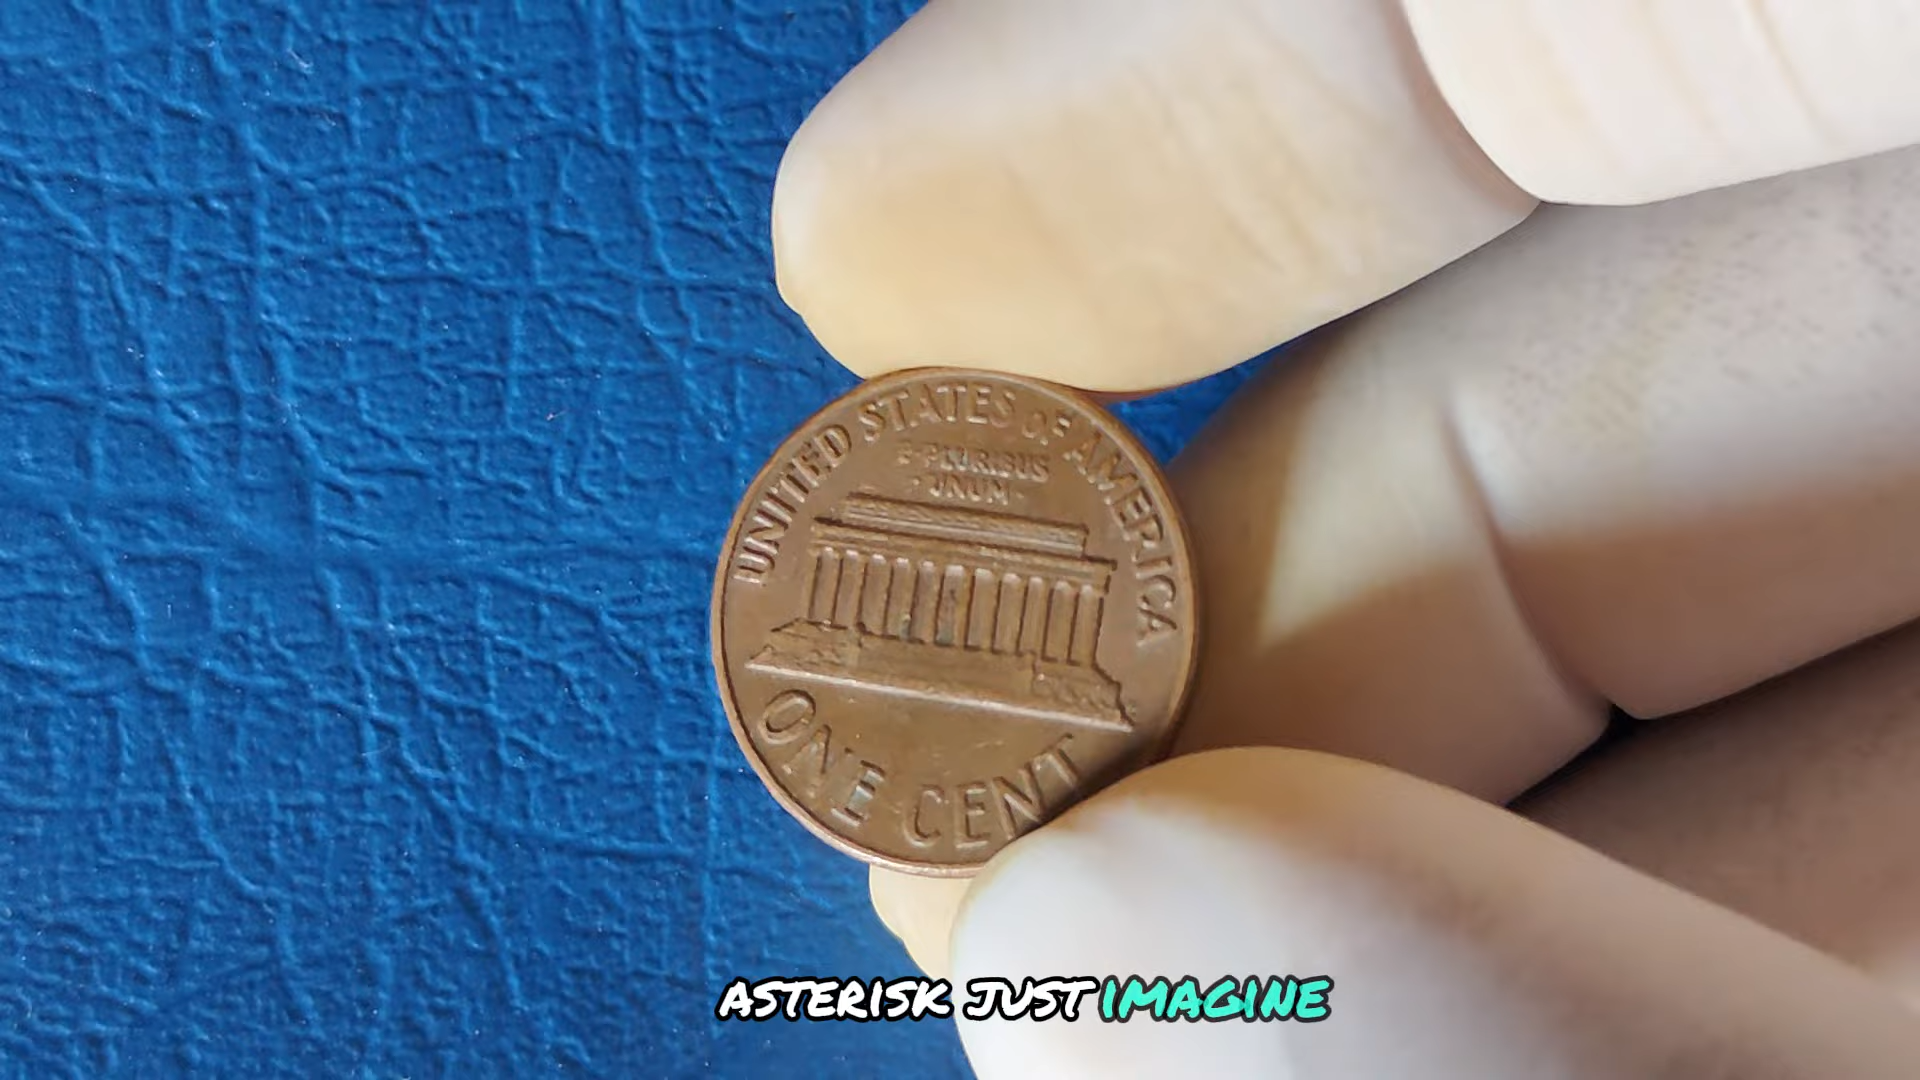 UNITED STATES OF AMERICA
E·PLURIBUS
·UNUM·
ONE CENT
ASTERISK JUST IMAGINE